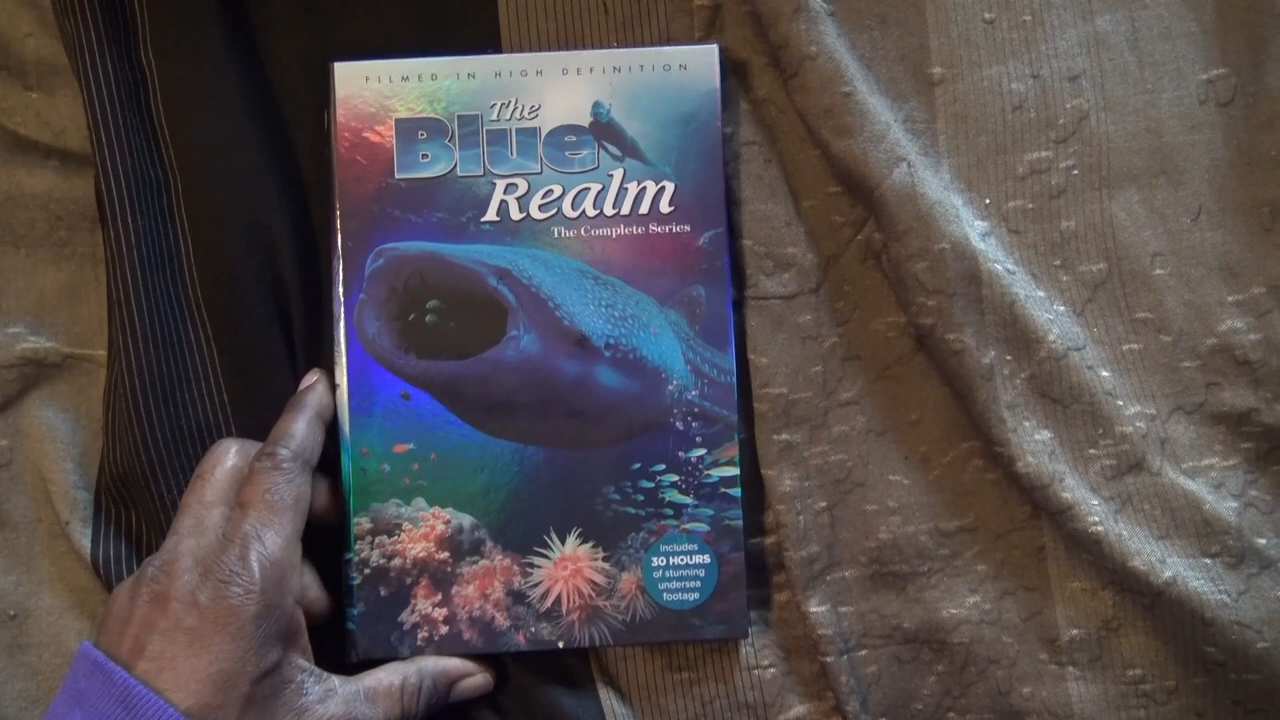 FILMED IN HIGH DEFINITION
The
Blue
Realm
The Complete Series
Includes
30 HOURS
of stunning
undersea
footage